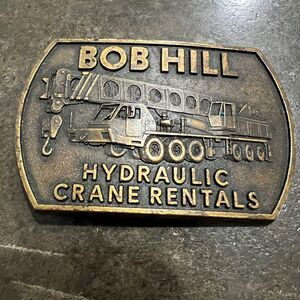 BOB HILL
HYDRAULIC
CRANE RENTALS